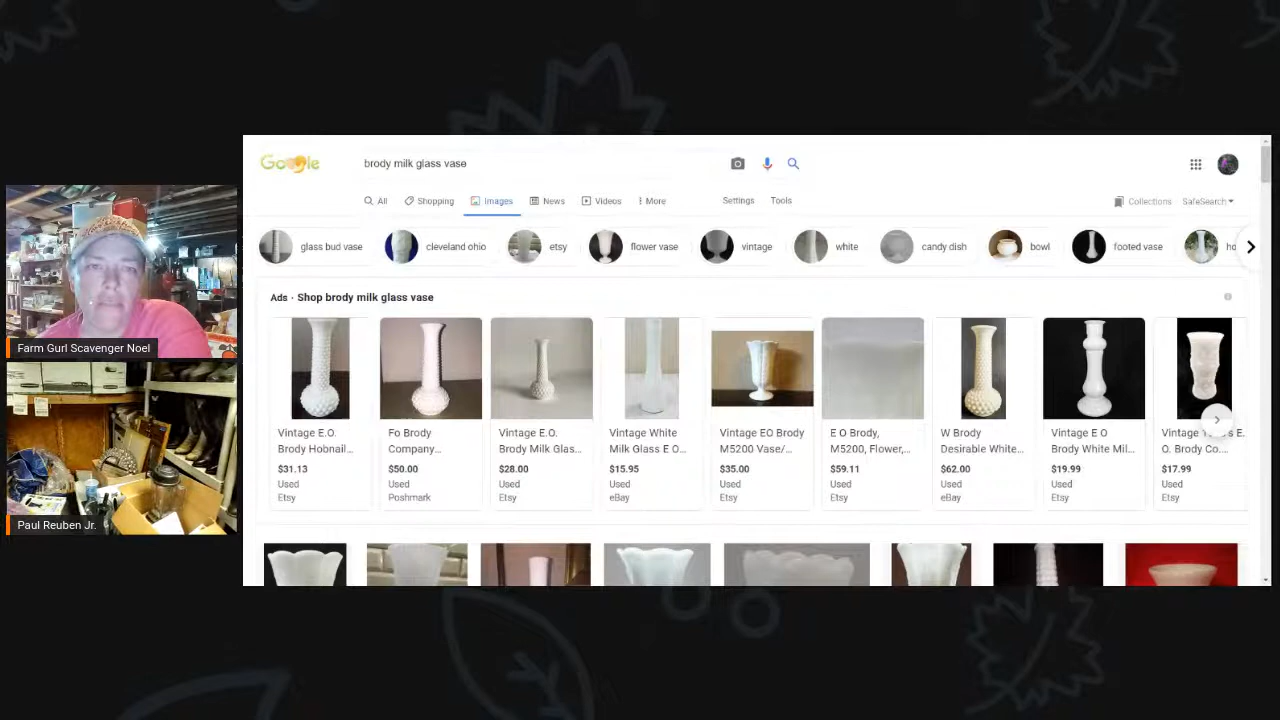 Google
brody milk glass vase
All
Shopping
Images
News
Videos
More
Settings
Tools
Collections
SafeSearch
glass bud vase
cleveland ohio
etsy
flower vase
vintage
white
candy dish
bowl
footed vase
ho
Ads · Shop brody milk glass vase
Vintage E.O.
Brody Hobnail...
$31.13
Used
Etsy
Fo Brody
Company...
$50.00
Used
Poshmark
Vintage E.O.
Brody Milk Glas...
$28.00
Used
Etsy
Vintage White
Milk Glass E O...
$15.95
Used
eBay
Vintage EO Brody
M5200 Vase/...
$35.00
Used
Etsy
E O Brody,
M5200, Flower,...
$59.11
Used
Etsy
W Brody
Desirable White...
$62.00
Used
eBay
Vintage E O
Brody White Mil...
$19.99
Used
Etsy
Vintage E.
O. Brody Co....
$17.99
Used
Etsy
Farm Gurl Scavenger Noel
Paul Reuben Jr.